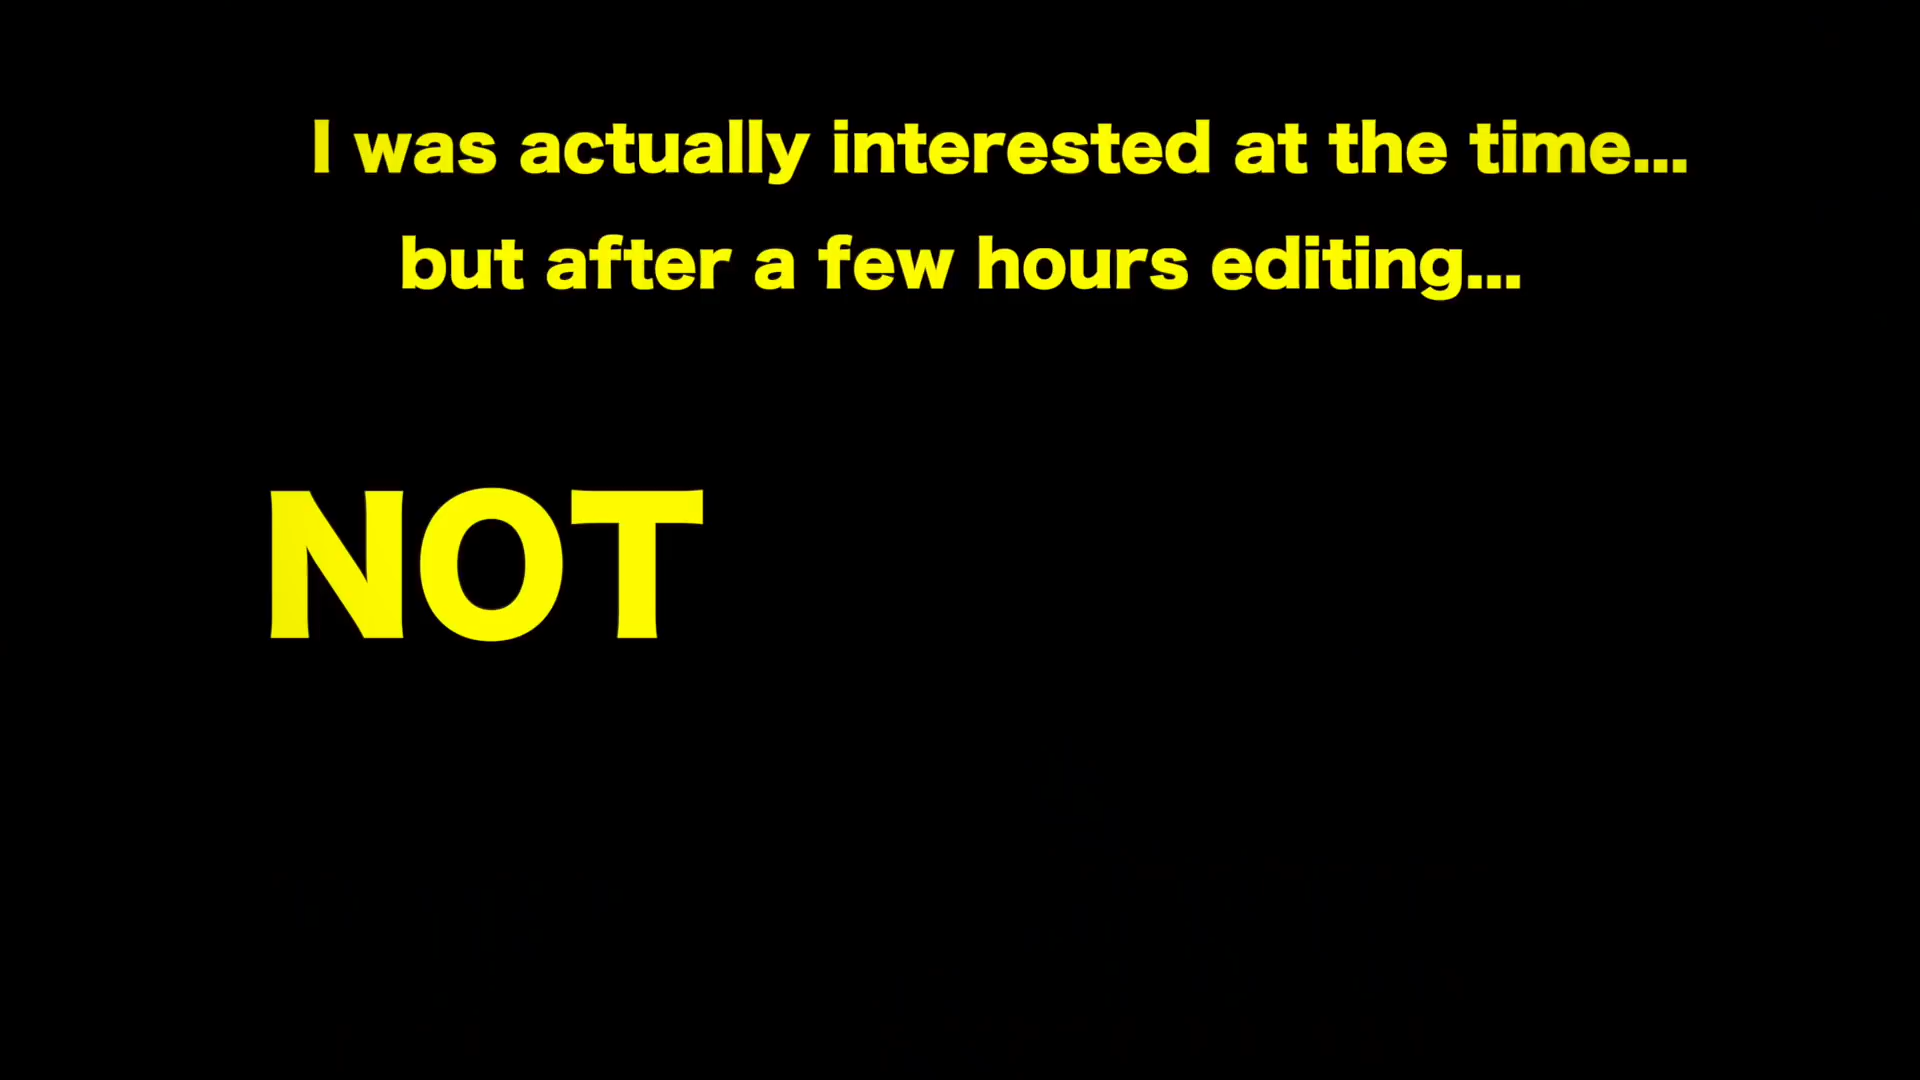 I was actually interested at the time...
but after a few hours editing...
NOT